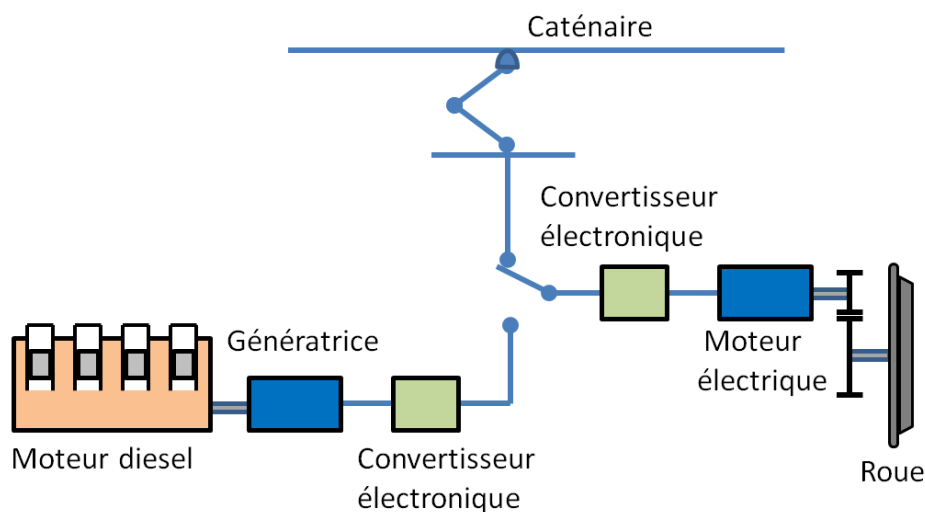 Caténaire
Convertisseur
électronique
Génératrice
Moteur
électrique
Moteur diesel
Convertisseur
électronique
Roue